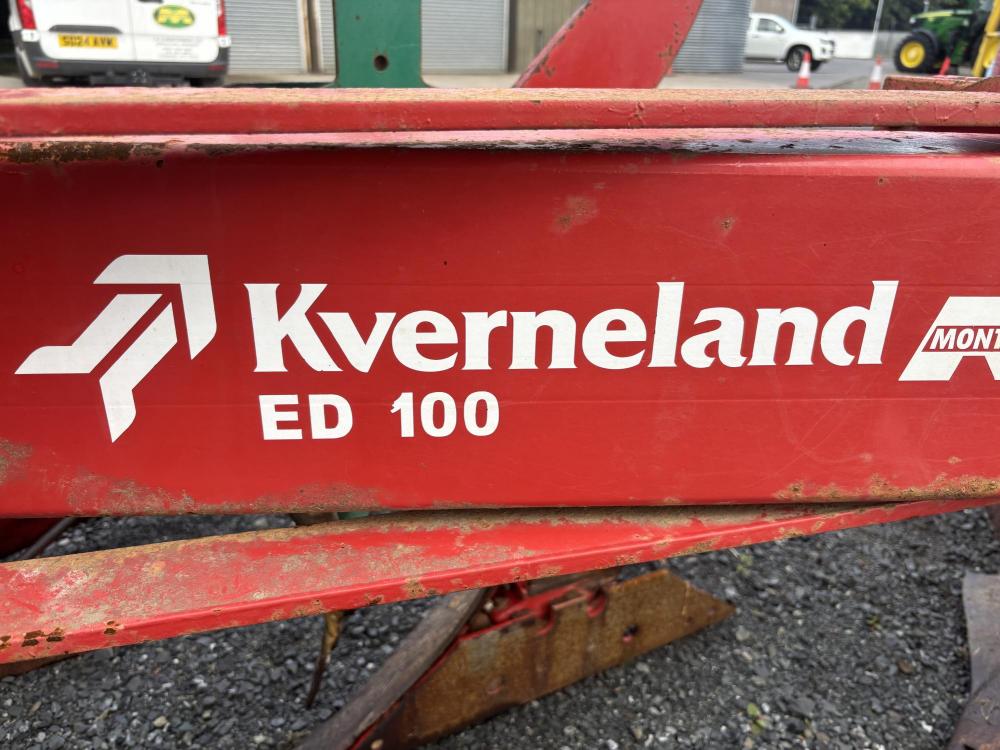 SD24 AVK
Kverneland
MONT
ED 100